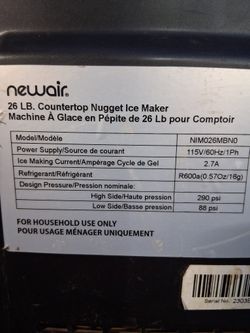 newair.
26 LB. Countertop Nugget Ice Maker
Machine À Glace en Pépite de 26 Lb pour Comptoir
Model/Modèle NIM026MBN0
Power Supply/Source de courant 115V/60Hz/1Ph
Ice Making Current/Ampérage Cycle de Gel 2.7A
Refrigerant/Réfrigérant R600a(0.57Oz/16g)
Design Pressure/Pression nominale:
High Side/Haute pression 290 psi
Low Side/Basse pression 88 psi
FOR HOUSEHOLD USE ONLY
POUR USAGE MÉNAGER UNIQUEMENT
Serial No.